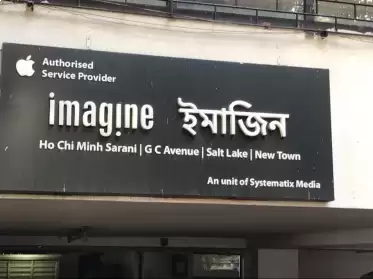 Authorised
Service Provider
imagine ইমাজিন
Ho Chi Minh Sarani | G C Avenue | Salt Lake | New Town
An unit of Systematix Media